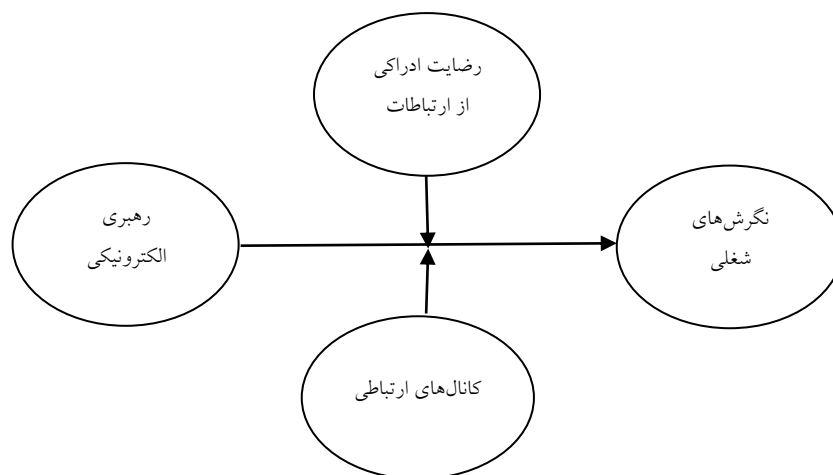 رضایت ادراکی
از ارتباطات
نگرش‌های
شغلی
رهبری
الکترونیکی
کانال‌های ارتباطی